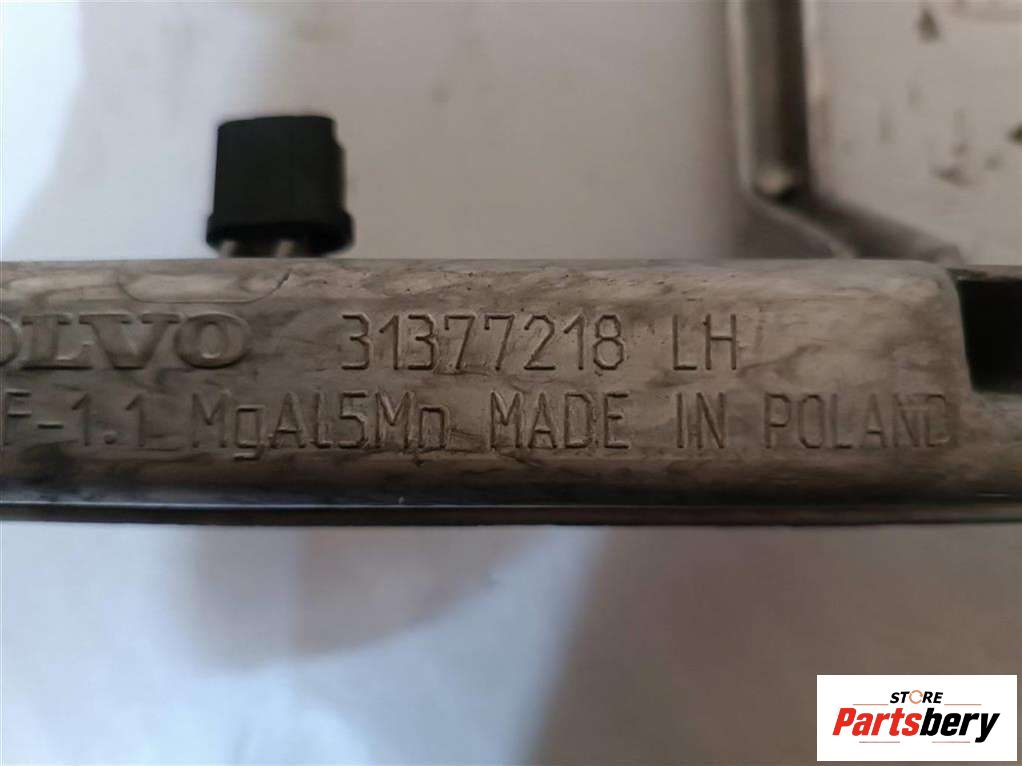 OLVO 31377218 LH
F-1.1 MgAl5Mn MADE IN POLAND
STORE
Partsbery